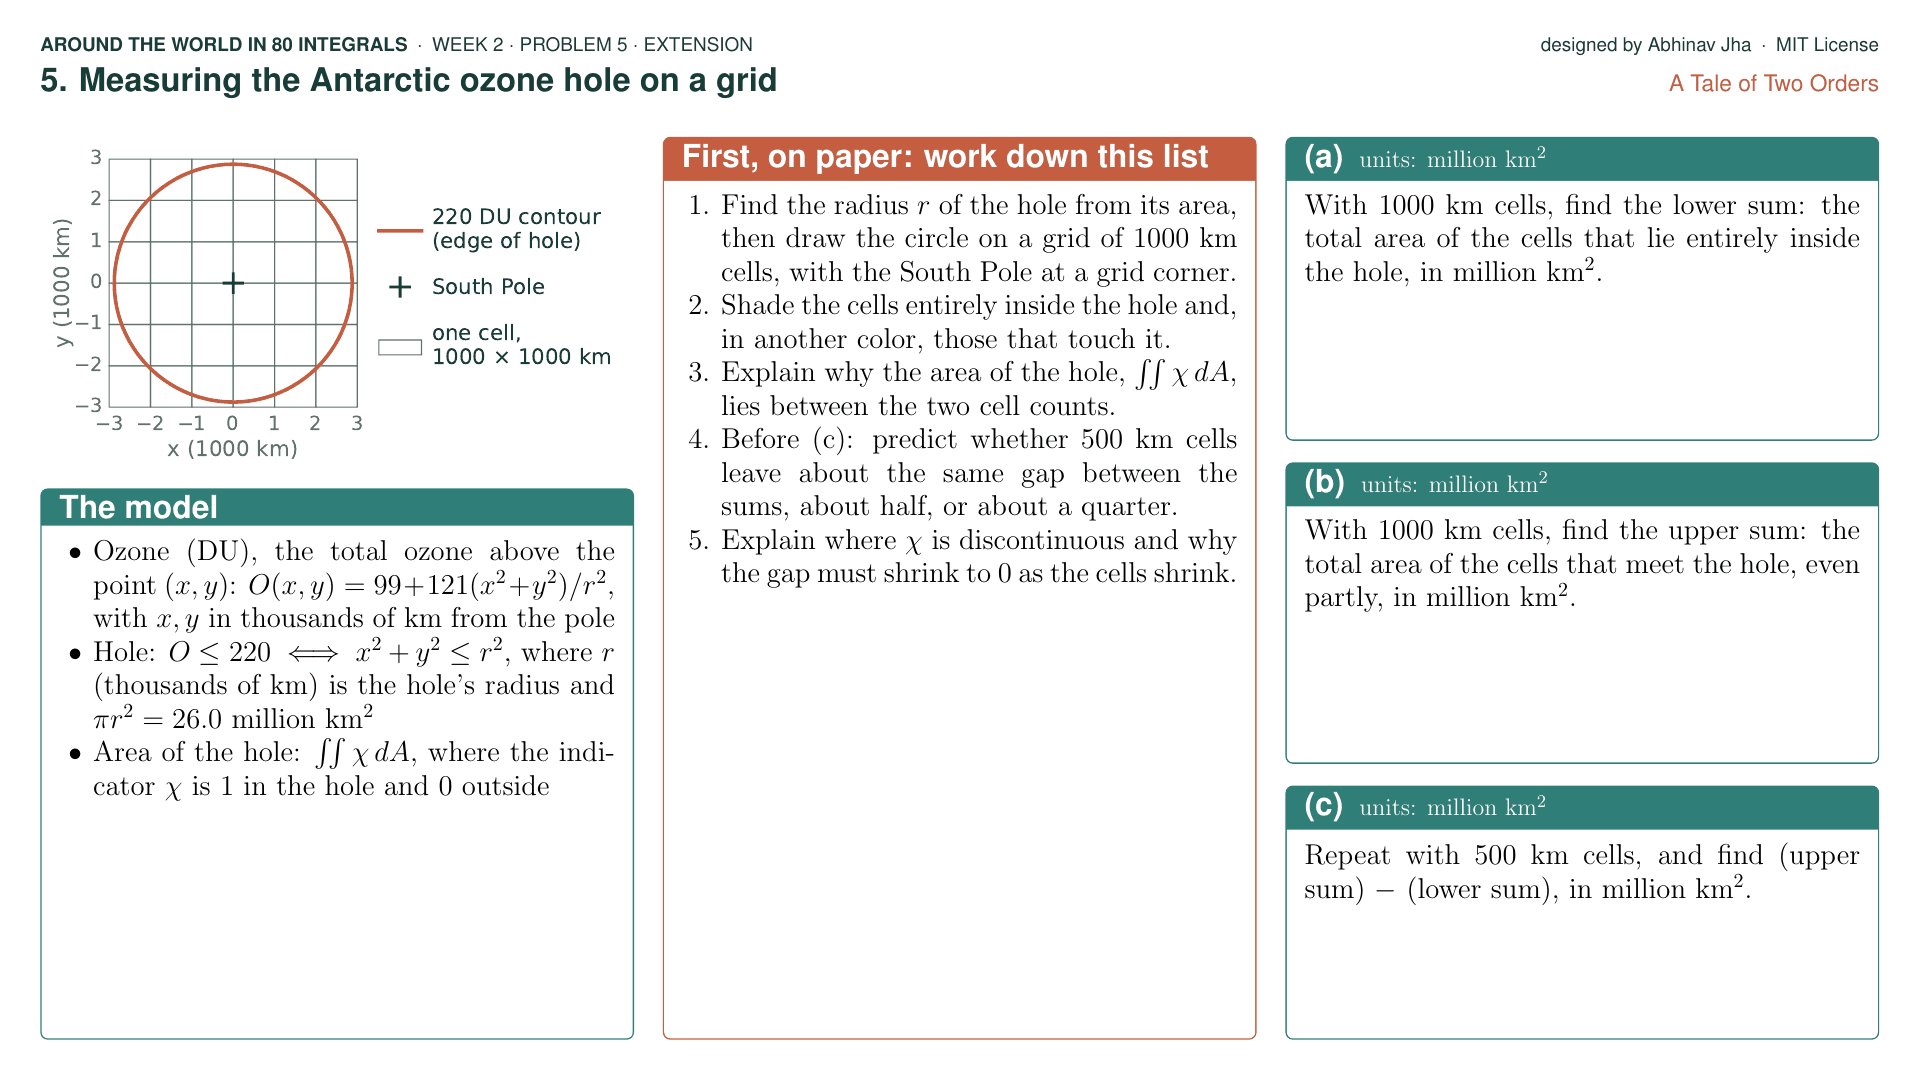 AROUND THE WORLD IN 80 INTEGRALS · WEEK 2 · PROBLEM 5 · EXTENSION
designed by Abhinav Jha · MIT License
5. Measuring the Antarctic ozone hole on a grid
A Tale of Two Orders
3
2
1
0
−1
−2
−3
y (1000 km)
−3 −2 −1 0 1 2 3
x (1000 km)
220 DU contour
(edge of hole)
South Pole
one cell,
1000 × 1000 km
The model
• Ozone (DU), the total ozone above the
point (x, y): O(x, y) = 99+121(x²+y²)/r²,
with x, y in thousands of km from the pole
• Hole: O ≤ 220 ⟺ x² + y² ≤ r², where r
(thousands of km) is the hole's radius and
πr² = 26.0 million km²
• Area of the hole: ∬ χ dA, where the indi-
cator χ is 1 in the hole and 0 outside
First, on paper: work down this list
1. Find the radius r of the hole from its area,
then draw the circle on a grid of 1000 km
cells, with the South Pole at a grid corner.
2. Shade the cells entirely inside the hole and,
in another color, those that touch it.
3. Explain why the area of the hole, ∬ χ dA,
lies between the two cell counts.
4. Before (c): predict whether 500 km cells
leave about the same gap between the
sums, about half, or about a quarter.
5. Explain where χ is discontinuous and why
the gap must shrink to 0 as the cells shrink.
(a) units: million km²
With 1000 km cells, find the lower sum: the
total area of the cells that lie entirely inside
the hole, in million km².
(b) units: million km²
With 1000 km cells, find the upper sum: the
total area of the cells that meet the hole, even
partly, in million km².
(c) units: million km²
Repeat with 500 km cells, and find (upper
sum) − (lower sum), in million km².